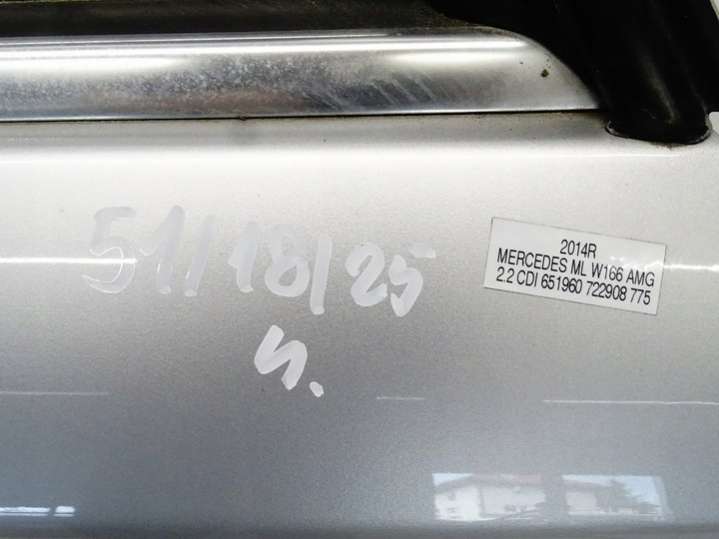 51/18/25
n.
2014R
MERCEDES ML W166 AMG
2.2 CDI 651960 722908 775